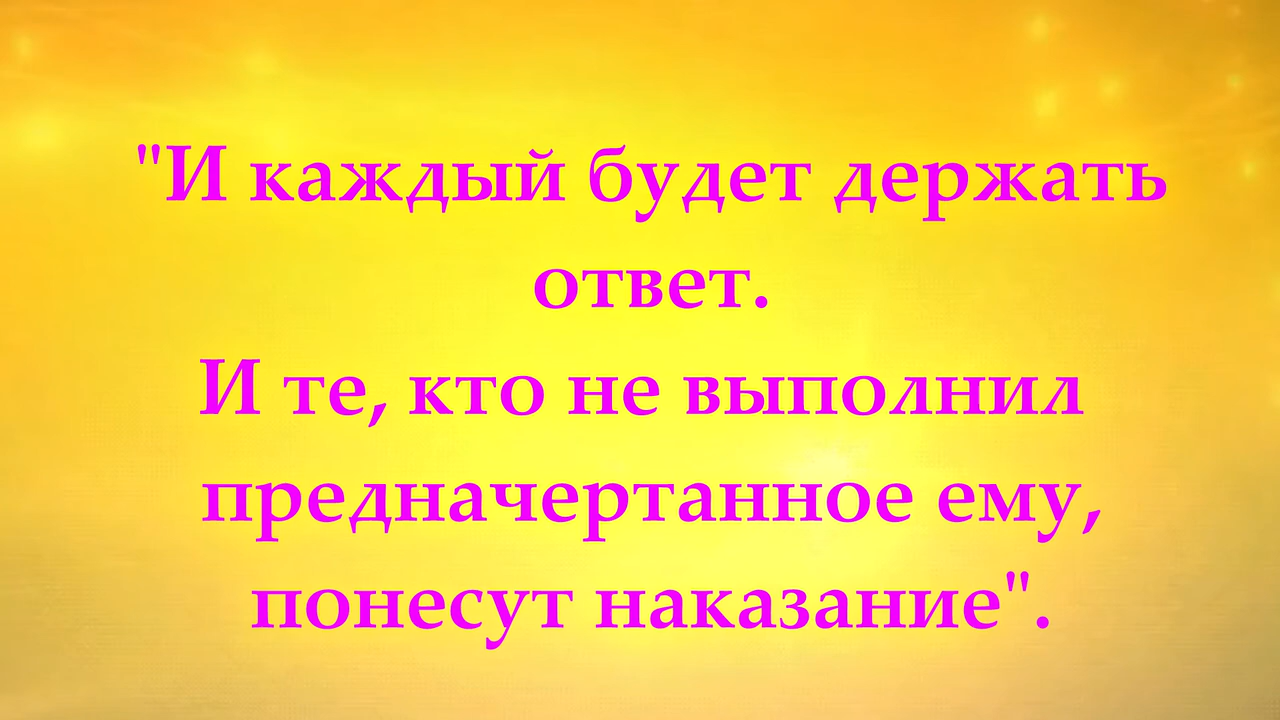 "И каждый будет держать
ответ.
И те, кто не выполнил
предначертанное ему,
понесут наказание".